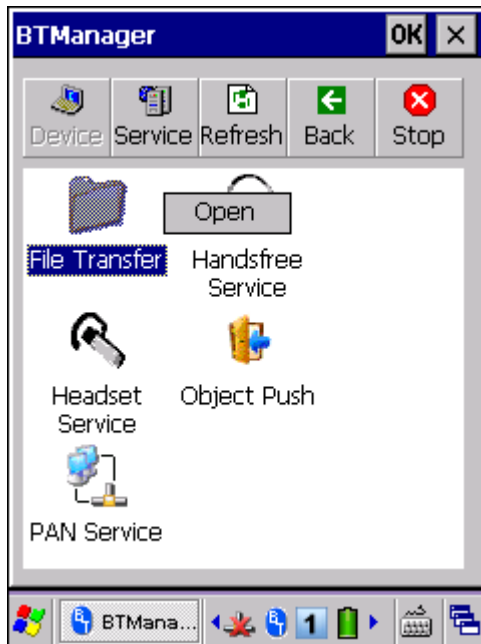 BTManager OK
Device Service Refresh Back Stop
Open
File Transfer
Handsfree
Service
Headset
Service
Object Push
PAN Service
BTMana... 1